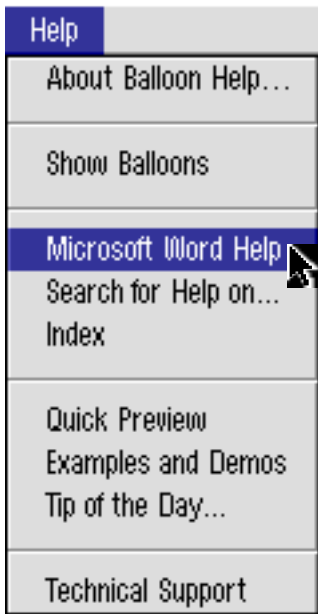 Help
About Balloon Help...
Show Balloons
Microsoft Word Help
Search for Help on...
Index
Quick Preview
Examples and Demos
Tip of the Day...
Technical Support